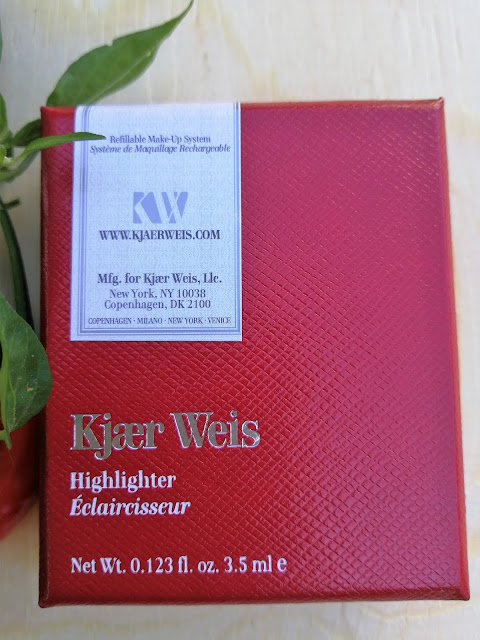 Refillable Make-Up System
Système de Maquillage Rechargeable
KW
WWW.KJAERWEIS.COM
Mfg. for Kjær Weis, Llc.
New York, NY 10038
Copenhagen, DK 2100
COPENHAGEN · MILANO · NEW YORK · VENICE
Kjær Weis
Highlighter
Éclaircisseur
Net Wt. 0.123 fl. oz. 3.5 ml e